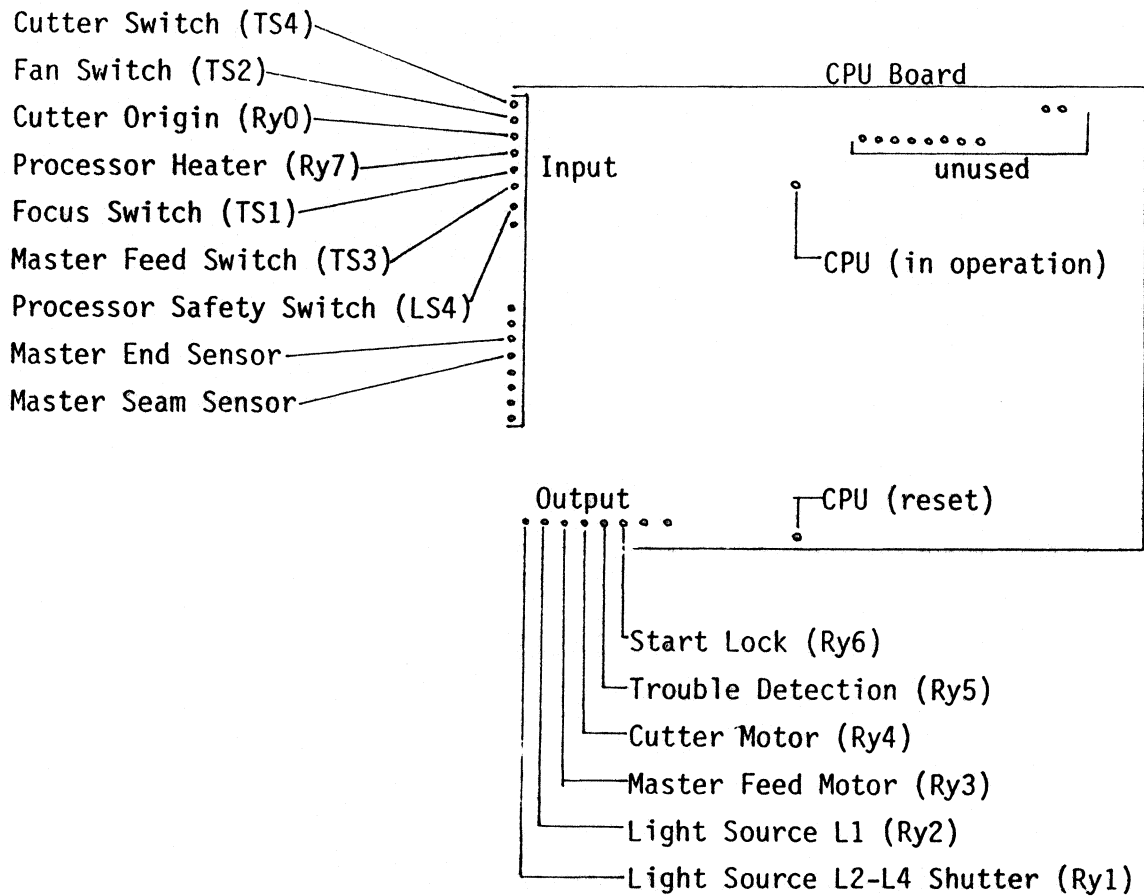 Cutter Switch (TS4)
Fan Switch (TS2)
CPU Board
Cutter Origin (Ry0)
Processor Heater (Ry7)
Input
unused
Focus Switch (TS1)
Master Feed Switch (TS3)
CPU (in operation)
Processor Safety Switch (LS4)
Master End Sensor
Master Seam Sensor
Output
CPU (reset)
Start Lock (Ry6)
Trouble Detection (Ry5)
Cutter Motor (Ry4)
Master Feed Motor (Ry3)
Light Source L1 (Ry2)
Light Source L2-L4 Shutter (Ry1)